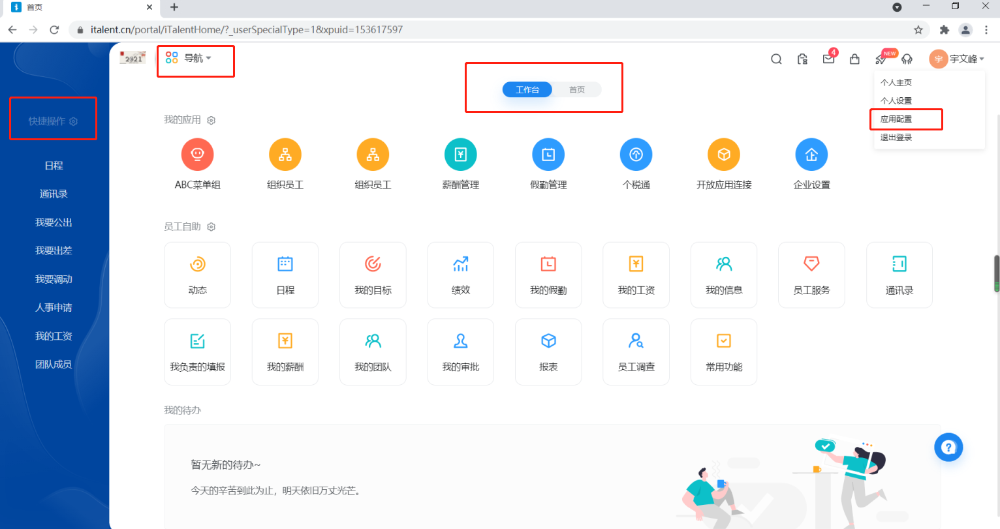 首页
italent.cn/portal/iTalentHome/?_userSpecialType=1&xpuid=153617597
2021
导航
4
NEW
宇
宇文峰
工作台
首页
个人主页
个人设置
应用配置
退出登录
快捷操作
日程
通讯录
我要公出
我要出差
我要调动
人事申请
我的工资
团队成员
我的应用
ABC菜单组
组织员工
组织员工
薪酬管理
假勤管理
个税通
开放应用连接
企业设置
员工自助
动态
日程
我的目标
绩效
我的假勤
我的工资
我的信息
员工服务
通讯录
我负责的填报
我的薪酬
我的团队
我的审批
报表
员工调查
常用功能
我的待办
暂无新的待办~
今天的辛苦到此为止，明天依旧万丈光芒。